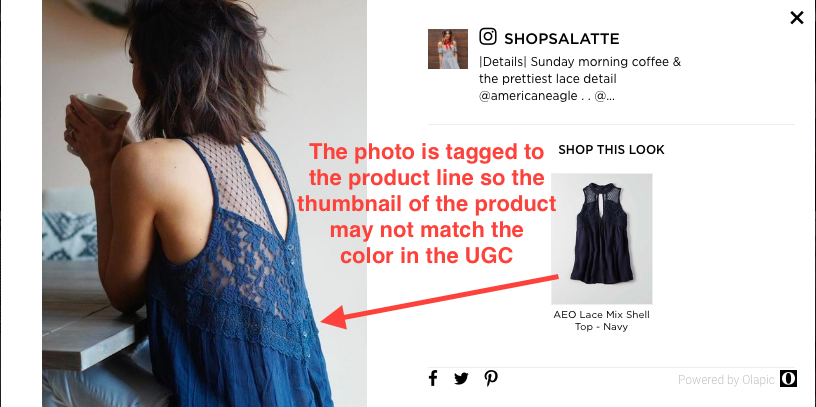 SHOPSALATTE
|Details| Sunday morning coffee &
the prettiest lace detail
@americaneagle . . @...
SHOP THIS LOOK
The photo is tagged to
the product line so the
thumbnail of the product
may not match the
color in the UGC
AEO Lace Mix Shell
Top - Navy
Powered by Olapic